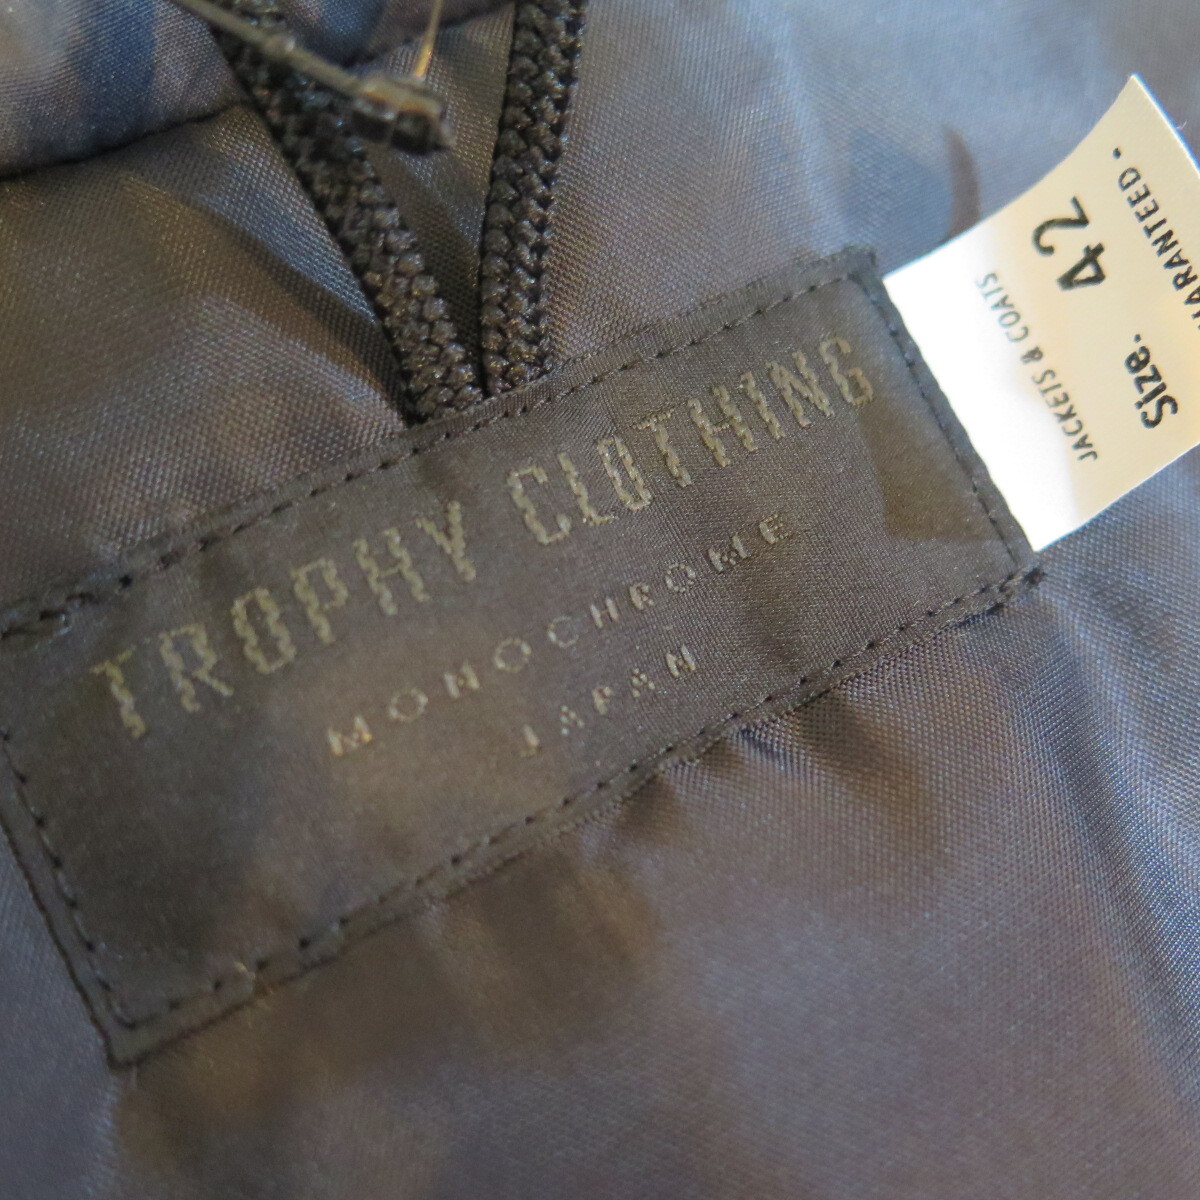 TROPHY CLOTHING
MONOCHROME
JAPAN
JACKETS & COATS
Size. 42